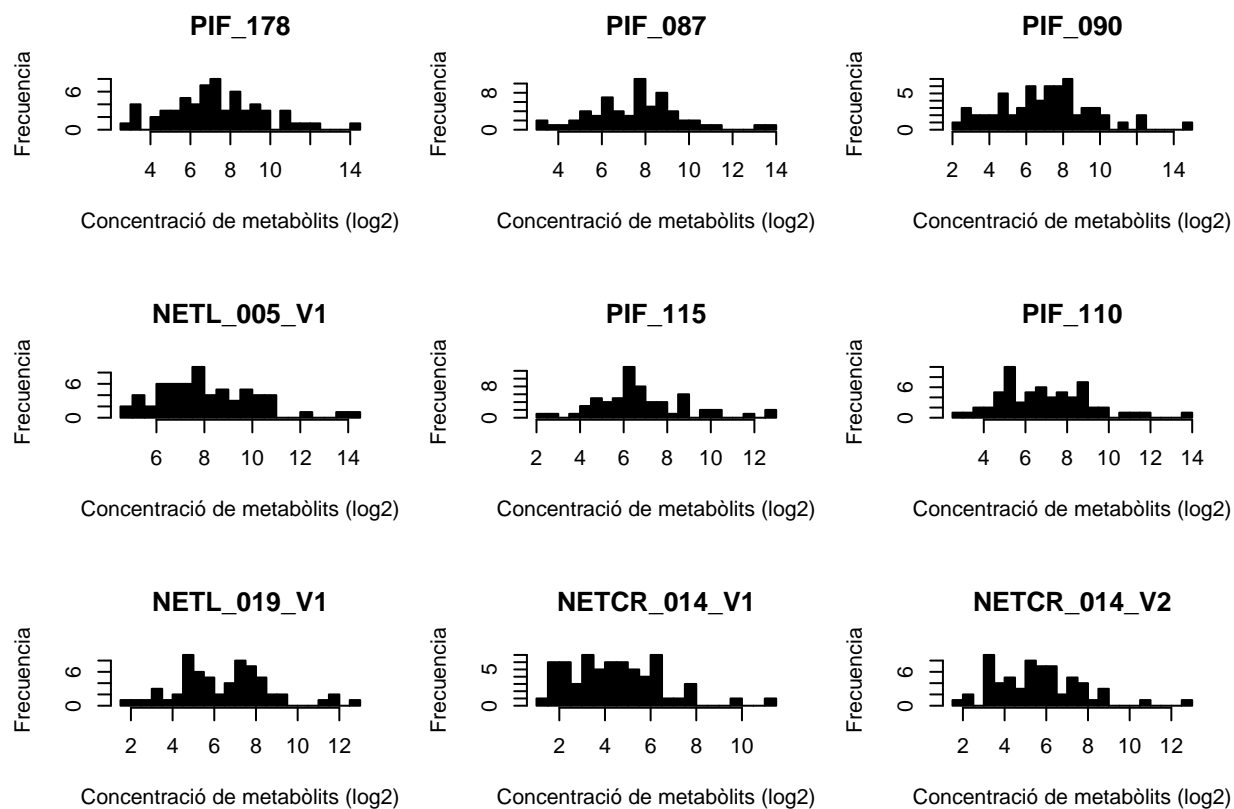 PIF_178 PIF_087 PIF_090
Frecuencia 0 6 Frecuencia 0 8 Frecuencia 0 5
4 6 8 10 14 4 6 8 10 12 14 2 4 6 8 10 14
Concentració de metabòlits (log2) Concentració de metabòlits (log2) Concentració de metabòlits (log2)
NETL_005_V1 PIF_115 PIF_110
Frecuencia 0 6 Frecuencia 0 8 Frecuencia 0 6
6 8 10 12 14 2 4 6 8 10 12 4 6 8 10 12 14
Concentració de metabòlits (log2) Concentració de metabòlits (log2) Concentració de metabòlits (log2)
NETL_019_V1 NETCR_014_V1 NETCR_014_V2
Frecuencia 0 6 Frecuencia 0 5 Frecuencia 0 6
2 4 6 8 10 12 2 4 6 8 10 2 4 6 8 10 12
Concentració de metabòlits (log2) Concentració de metabòlits (log2) Concentració de metabòlits (log2)